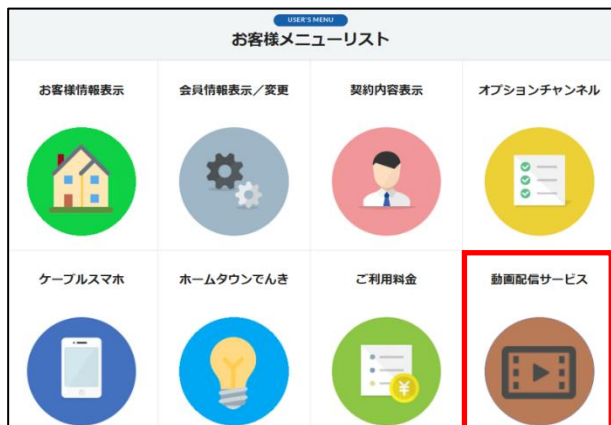 USER'S MENU
お客様メニューリスト
お客様情報表示
会員情報表示／変更
契約内容表示
オプションチャンネル
ケーブルスマホ
ホームタウンでんき
ご利用料金
動画配信サービス
¥